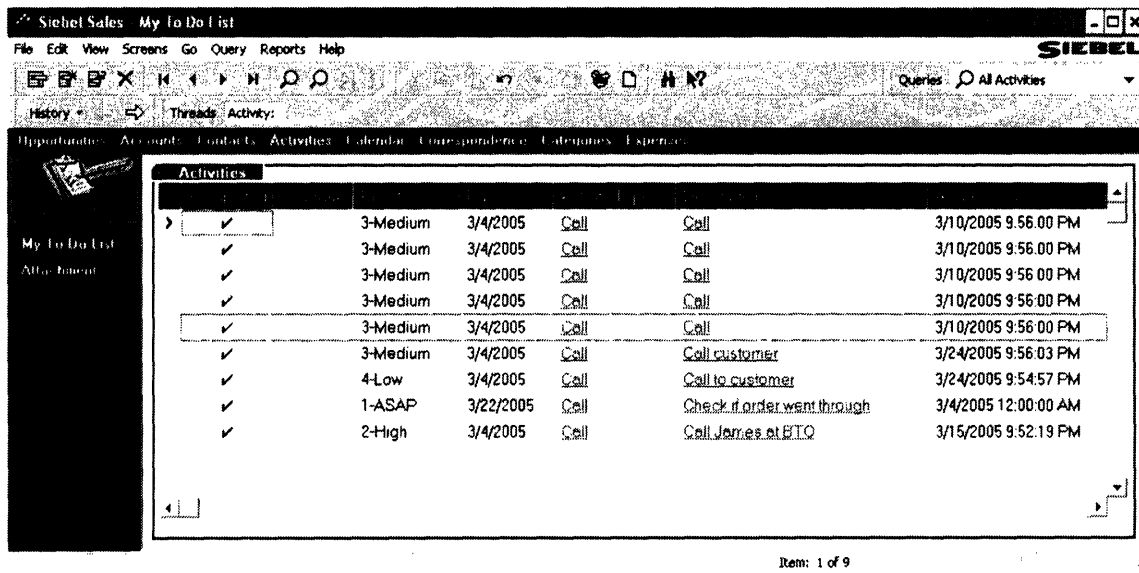 Siebel Sales - My To Do List
File Edit View Screens Go Query Reports Help
SIEBEL
Queries: All Activities
History Threads Activity:
Opportunities Accounts Contacts Activities Calendar Correspondence Categories Expenses
Activities
3-Medium 3/4/2005 Call Call 3/10/2005 9:56:00 PM
My To Do List
3-Medium 3/4/2005 Call Call 3/10/2005 9:56:00 PM
Attachment
3-Medium 3/4/2005 Call Call 3/10/2005 9:56:00 PM
3-Medium 3/4/2005 Call Call 3/10/2005 9:56:00 PM
3-Medium 3/4/2005 Call Call 3/10/2005 9:56:00 PM
3-Medium 3/4/2005 Call Call customer 3/24/2005 9:56:03 PM
4-Low 3/4/2005 Call Call to customer 3/24/2005 9:54:57 PM
1-ASAP 3/22/2005 Call Check if order went through 3/4/2005 12:00:00 AM
2-High 3/4/2005 Call Call James at BTO 3/15/2005 9:52:19 PM
Item: 1 of 9